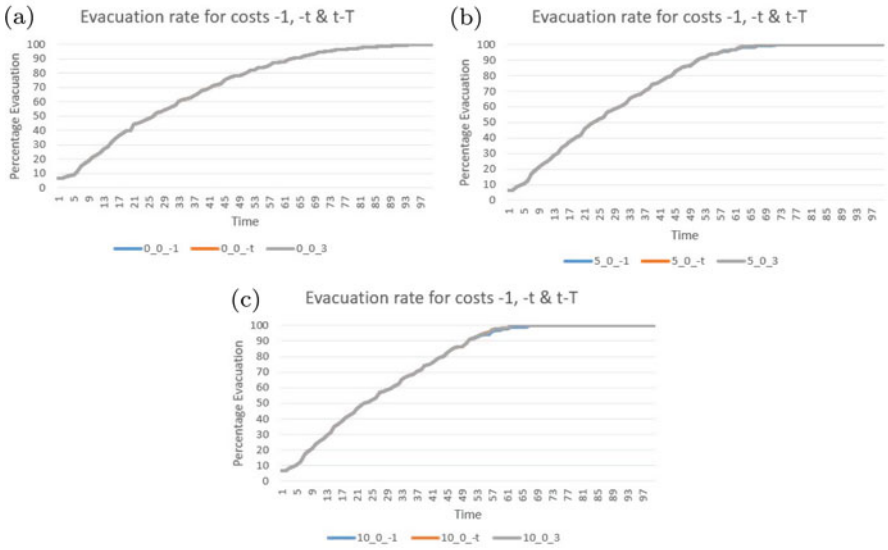 (a)
Evacuation rate for costs -1, -t & t-T
Percentage Evacuation
100
90
80
70
60
50
40
30
20
10
0
1 5 9 13 17 21 25 29 33 37 41 45 49 53 57 61 65 69 73 77 81 85 89 93 97
Time
0_0_-1 0_0_-t 0_0_3
(b)
Evacuation rate for costs -1, -t & t-T
Percentage Evacuation
100
90
80
70
60
50
40
30
20
10
0
1 5 9 13 17 21 25 29 33 37 41 45 49 53 57 61 65 69 73 77 81 85 89 93 97
Time
5_0_-1 5_0_-t 5_0_3
(c)
Evacuation rate for costs -1, -t & t-T
Percentage Evacuation
100
90
80
70
60
50
40
30
20
10
0
1 5 9 13 17 21 25 29 33 37 41 45 49 53 57 61 65 69 73 77 81 85 89 93 97
Time
10_0_-1 10_0_-t 10_0_3